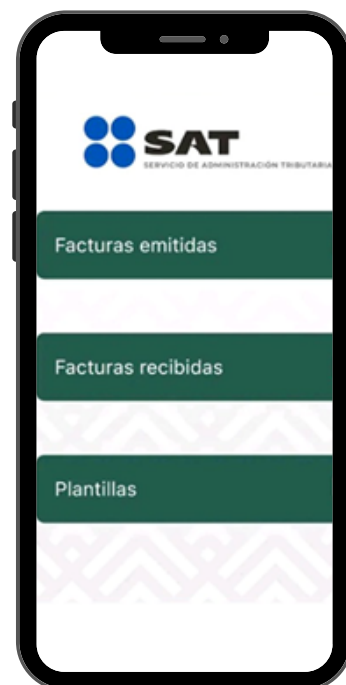 SAT
SERVICIO DE ADMINISTRACIÓN TRIBUTARIA
Facturas emitidas
Facturas recibidas
Plantillas